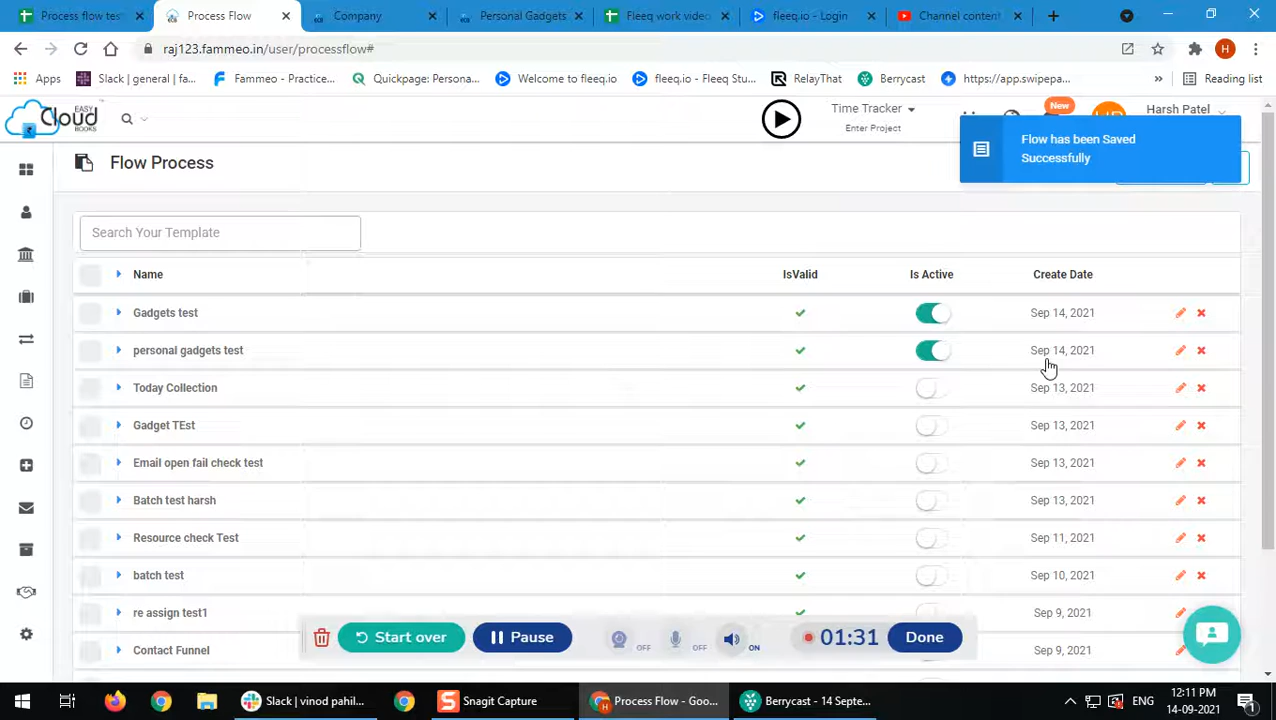 Process flow test
Process Flow
Company
Personal Gadgets
Fleeq work video
fleeq.io - Login
Channel content
raj123.fammeo.in/user/processflow#
H
Apps
Slack | general | fa...
Fammeo - Practice...
Quickpage: Persona...
Welcome to fleeq.io
fleeq.io - Fleeq Stu...
RelayThat
Berrycast
https://app.swipepa...
»
Reading list
EASY
Cloud
BOOKS
Time Tracker
Enter Project
New
Harsh Patel
Flow has been Saved
Successfully
Flow Process
Search Your Template
Name IsValid Is Active Create Date
Gadgets test Sep 14, 2021
personal gadgets test Sep 14, 2021
Today Collection Sep 13, 2021
Gadget TEst Sep 13, 2021
Email open fail check test Sep 13, 2021
Batch test harsh Sep 13, 2021
Resource check Test Sep 11, 2021
batch test Sep 10, 2021
re assign test1 Sep 9, 2021
Contact Funnel Sep 9, 2021
Start over
Pause
OFF
OFF
ON
01:31
Done
Slack | vinod pahil...
Snagit Capture
Process Flow - Goo...
Berrycast - 14 Septe...
ENG
12:11 PM
14-09-2021
1